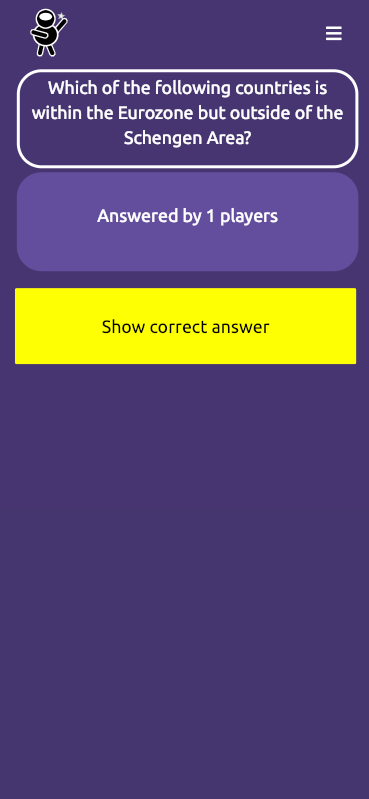 Which of the following countries is
within the Eurozone but outside of the
Schengen Area?
Answered by 1 players
Show correct answer